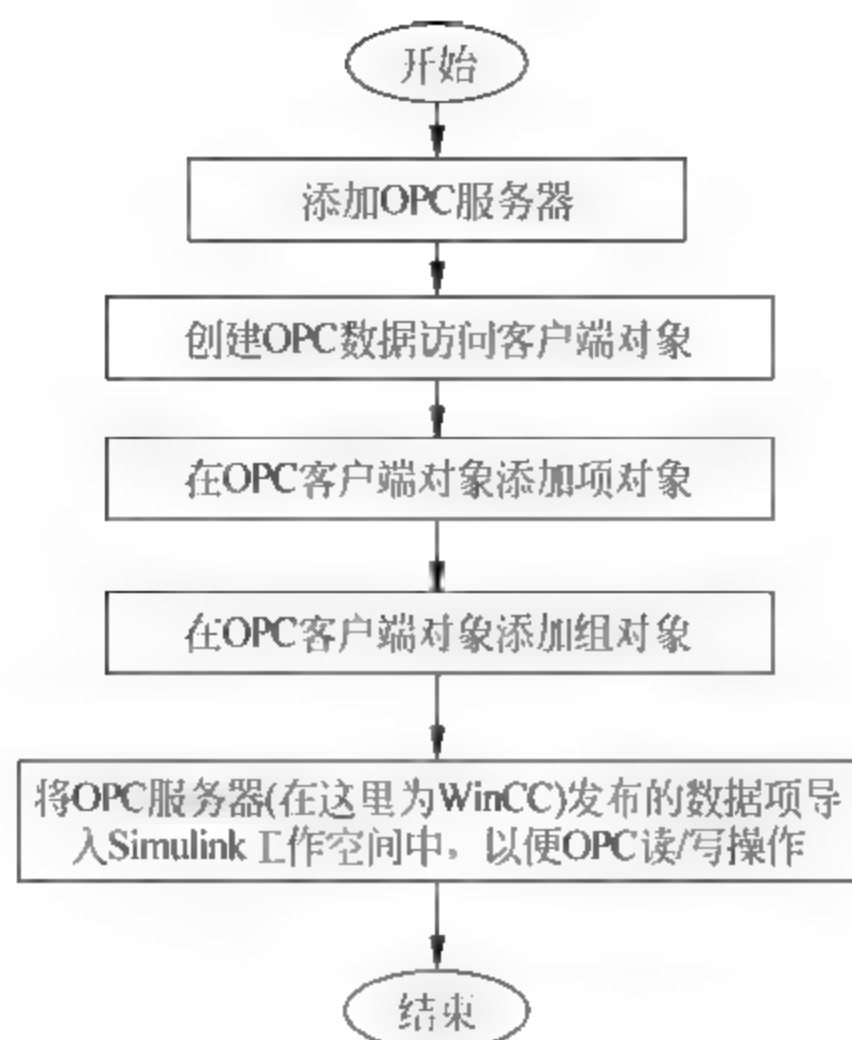 开始
添加OPC服务器
创建OPC数据访问客户端对象
在OPC客户端对象添加项对象
在OPC客户端对象添加组对象
将OPC服务器(在这里为WinCC)发布的数据项导
入Simulink工作空间中，以便OPC读/写操作
结束